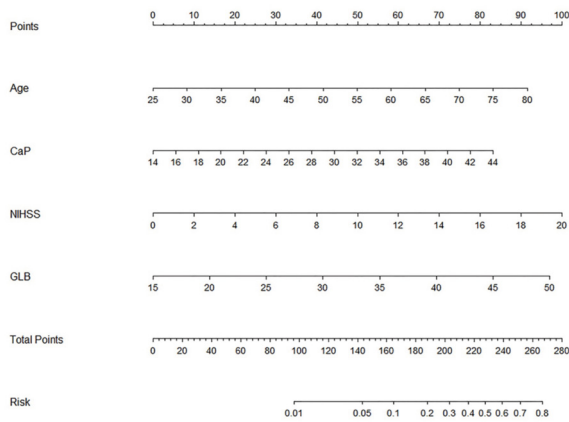 Points 0 10 20 30 40 50 60 70 80 90 100
Age 25 30 35 40 45 50 55 60 65 70 75 80
CaP 14 16 18 20 22 24 26 28 30 32 34 36 38 40 42 44
NIHSS 0 2 4 6 8 10 12 14 16 18 20
GLB 15 20 25 30 35 40 45 50
Total Points 0 20 40 60 80 100 120 140 160 180 200 220 240 260 280
Risk 0.01 0.05 0.1 0.2 0.3 0.4 0.5 0.6 0.7 0.8